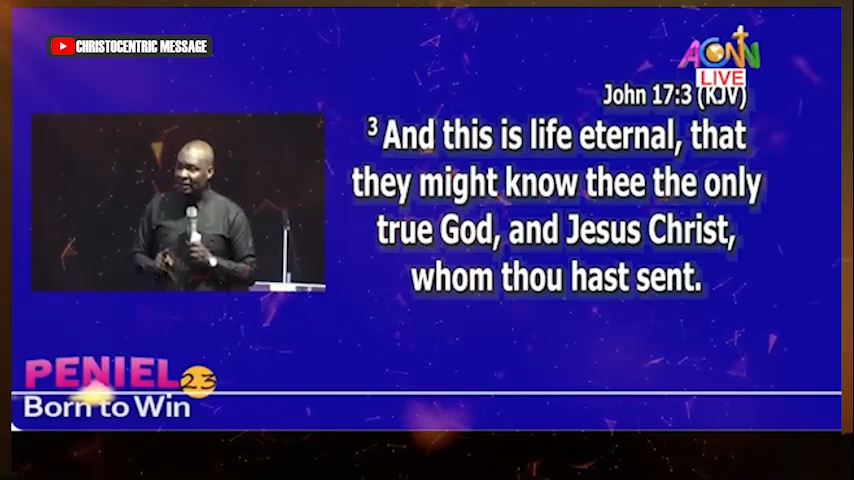 CHRISTOCENTRIC MESSAGE
ACNN
LIVE
John 17:3 (KJV)
3 And this is life eternal, that
they might know thee the only
true God, and Jesus Christ,
whom thou hast sent.
PENIEL 23
Born to Win